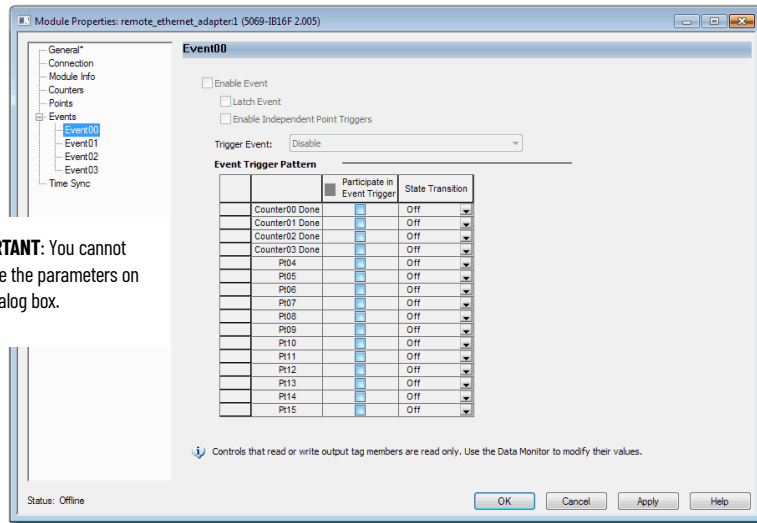 Module Properties: remote_ethernet_adapter:1 (5069-IB16F 2.005)
General*
Connection
Module Info
Counters
Points
Events
Event00
Event01
Event02
Event03
Time Sync
RTANT: You cannot
e the parameters on
alog box.
Event00
Enable Event
Latch Event
Enable Independent Point Triggers
Trigger Event: Disable
Event Trigger Pattern
Participate in
Event Trigger
State Transition
Counter00 Done Off
Counter01 Done Off
Counter02 Done Off
Counter03 Done Off
Pt04 Off
Pt05 Off
Pt06 Off
Pt07 Off
Pt08 Off
Pt09 Off
Pt10 Off
Pt11 Off
Pt12 Off
Pt13 Off
Pt14 Off
Pt15 Off
Controls that read or write output tag members are read only. Use the Data Monitor to modify their values.
Status: Offline
OK Cancel Apply Help